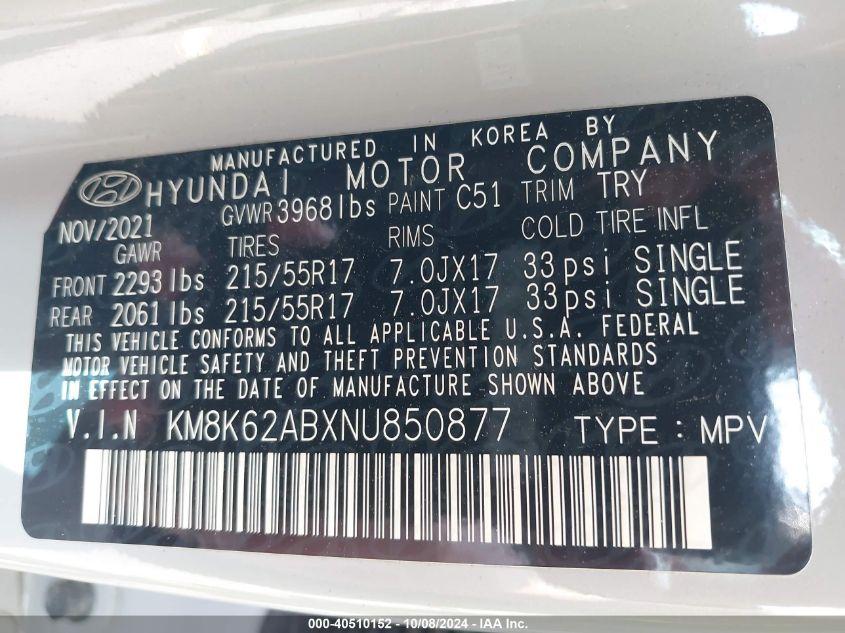 MANUFACTURED IN KOREA BY
HYUNDAI MOTOR COMPANY
NOV/2021 GVWR 3968 lbs PAINT C51 TRIM TRY
GAWR TIRES RIMS COLD TIRE INFL
FRONT 2293 lbs 215/55R17 7.0JX17 33psi SINGLE
REAR 2061 lbs 215/55R17 7.0JX17 33psi SINGLE
THIS VEHICLE CONFORMS TO ALL APPLICABLE U.S.A. FEDERAL
MOTOR VEHICLE SAFETY AND THEFT PREVENTION STANDARDS
IN EFFECT ON THE DATE OF MANUFACTURE SHOWN ABOVE
V.I.N KM8K62ABXNU850877 TYPE : MPV
000-40510152 - 10/08/2024 - IAA Inc.